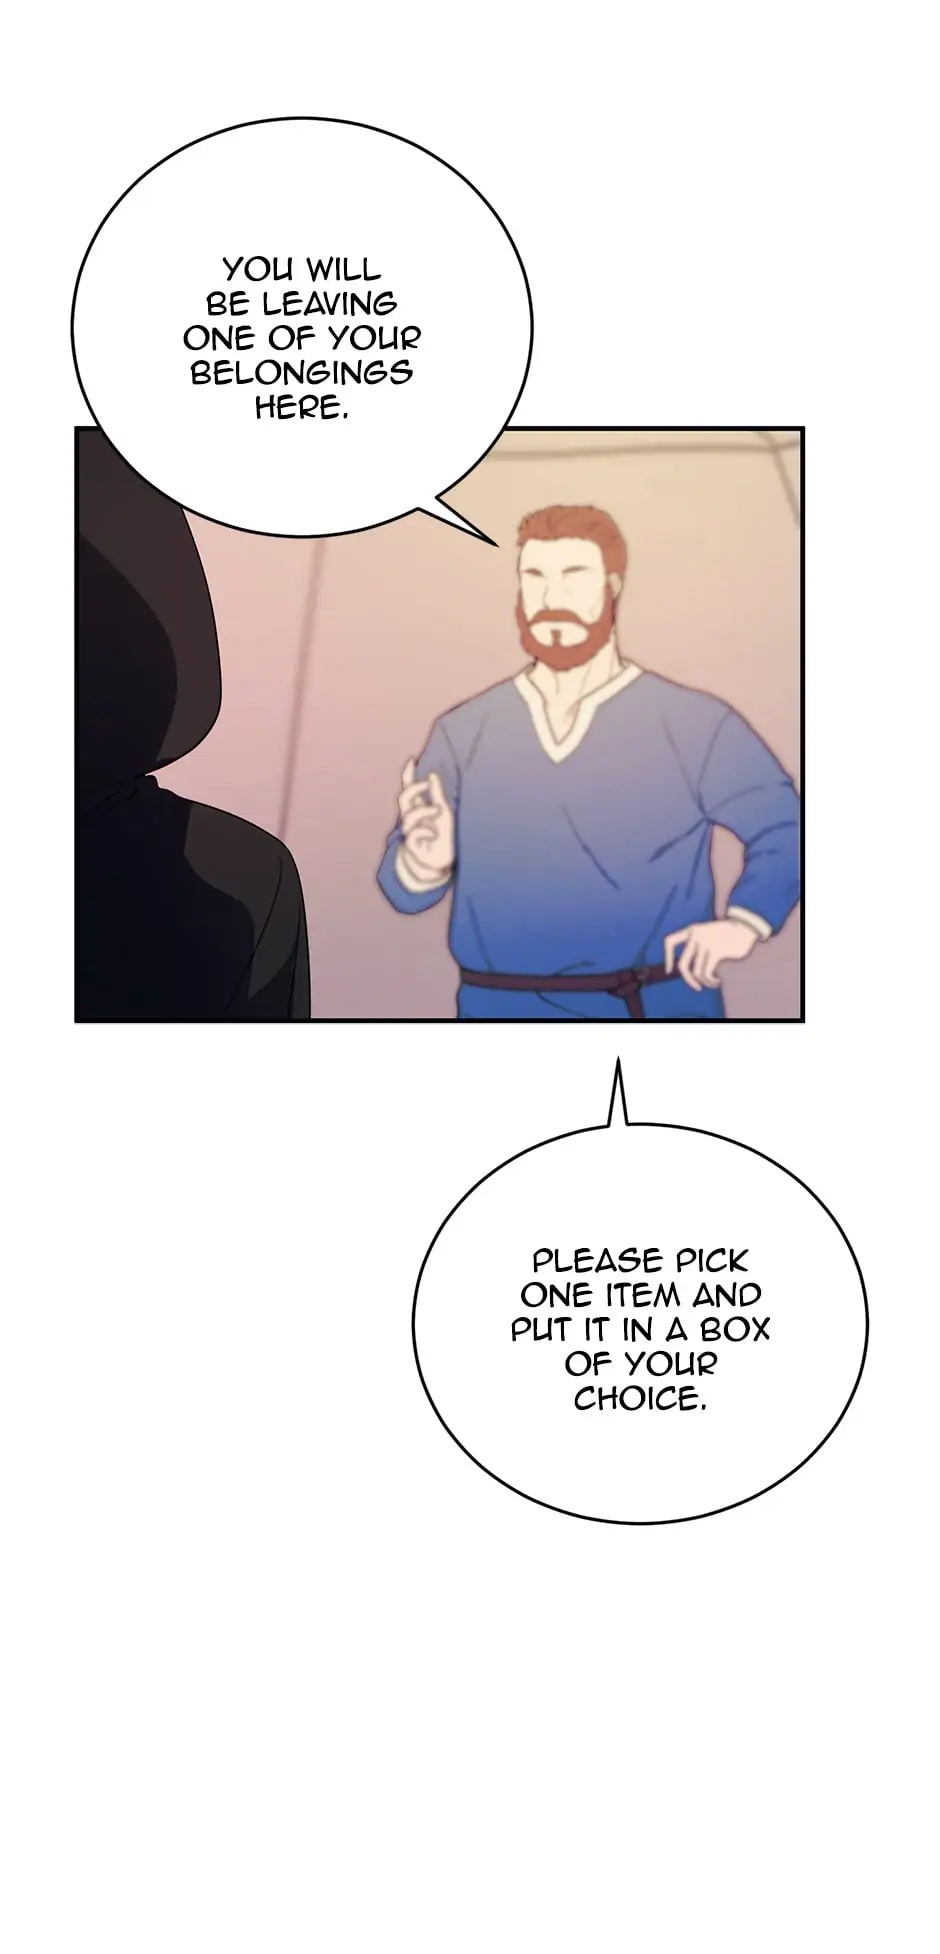 YOU WILL
BE LEAVING
ONE OF YOUR
BELONGINGS
HERE.
PLEASE PICK
ONE ITEM AND
PUT IT IN A BOX
OF YOUR
CHOICE.